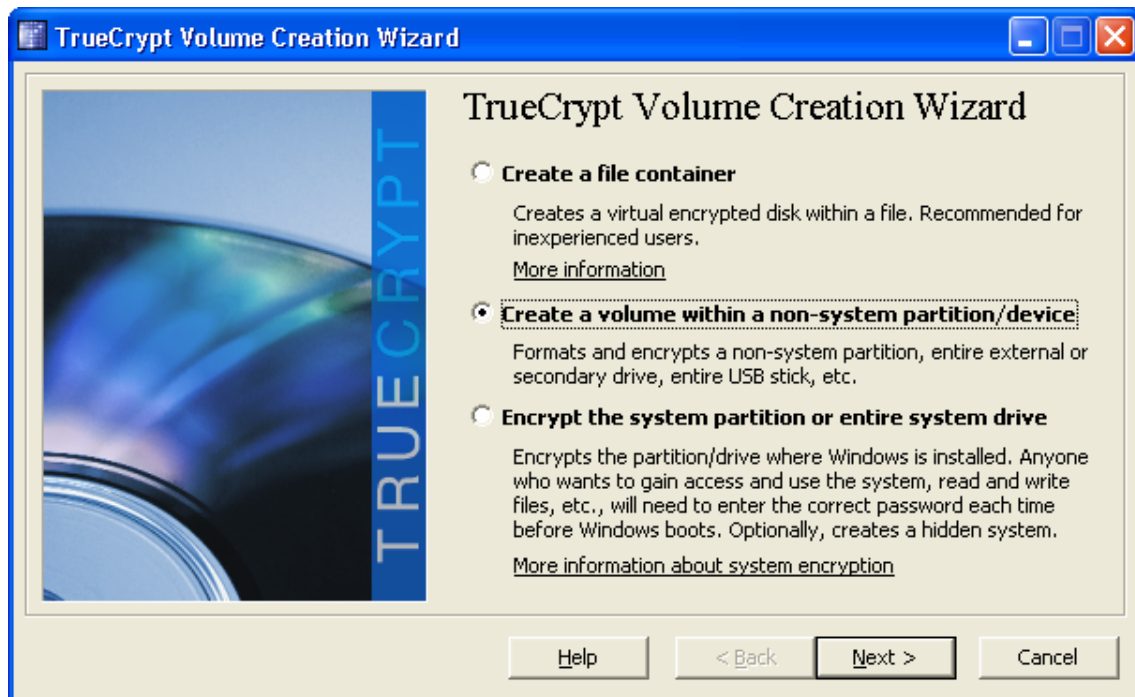 TrueCrypt Volume Creation Wizard
TRUECRYPT
TrueCrypt Volume Creation Wizard
Create a file container
Creates a virtual encrypted disk within a file. Recommended for
inexperienced users.
More information
Create a volume within a non-system partition/device
Formats and encrypts a non-system partition, entire external or
secondary drive, entire USB stick, etc.
Encrypt the system partition or entire system drive
Encrypts the partition/drive where Windows is installed. Anyone
who wants to gain access and use the system, read and write
files, etc., will need to enter the correct password each time
before Windows boots. Optionally, creates a hidden system.
More information about system encryption
Help
< Back
Next >
Cancel